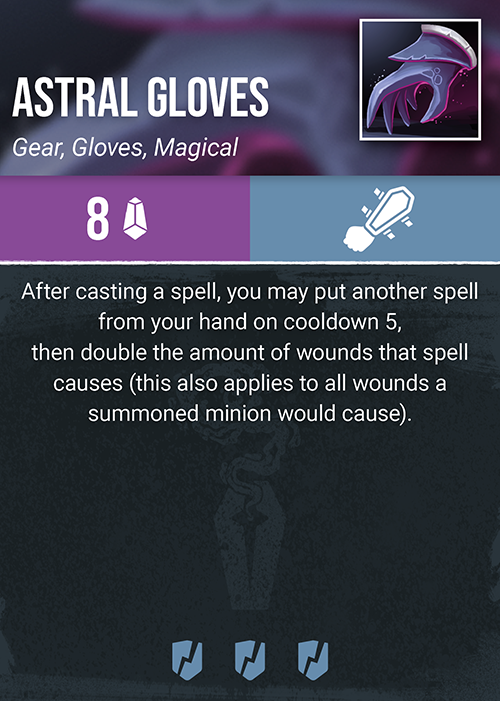 ASTRAL GLOVES
Gear, Gloves, Magical
8
After casting a spell, you may put another spell
from your hand on cooldown 5,
then double the amount of wounds that spell
causes (this also applies to all wounds a
summoned minion would cause).